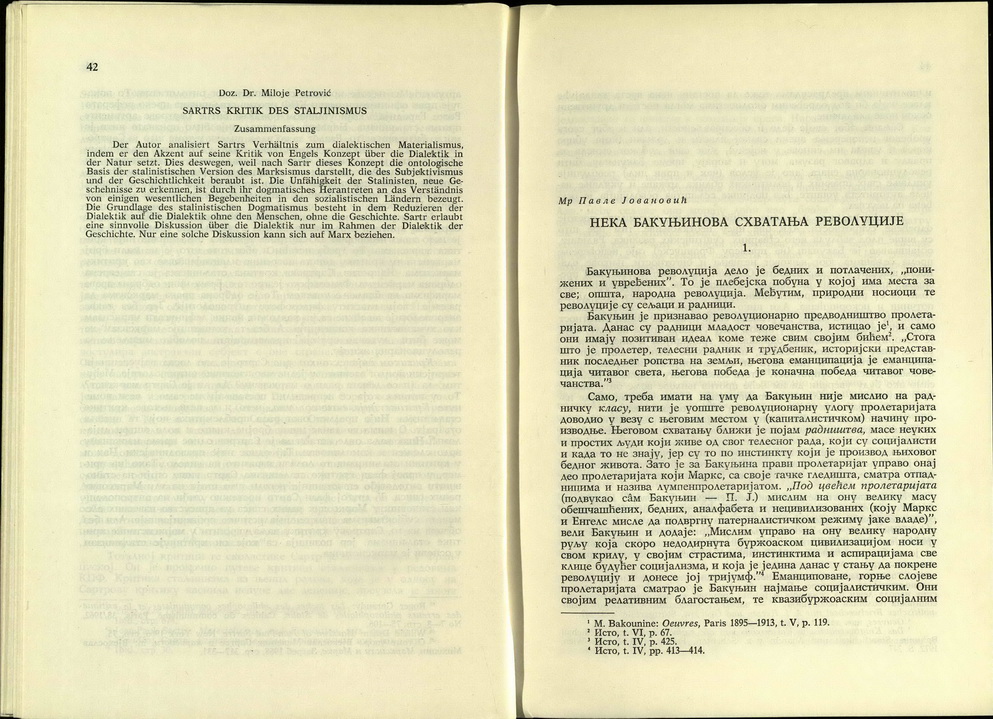 42
Doz. Dr. Miloje Petrović
SARTRS KRITIK DES STALJINISMUS
Zusammenfassung
Der Autor analisiert Sartrs Verhältnis zum dialektischen Materialismus,
indem er den Akzent auf seine Kritik von Engels Konzept über die Dialektik in
der Natur setzt. Dies deswegen, weil nach Sartr dieses Konzept die ontologische
Basis der stalinistischen Version des Marksismus darstellt, die des Subjektivismus
und der Geschichtlichkeit beraubt ist. Die Unfähigkeit der Stalinisten, neue Ge-
schehnisse zu erkennen, ist durch ihr dogmatisches Herantreten an das Verständnis
von einigen wesentlichen Begebenheiten in den sozialistischen Ländern bezeugt.
Die Grundlage des stalinistischen Dogmatismus besteht in dem Reduzieren der
Dialektik auf die Dialektik ohne den Menschen, ohne die Geschichte. Sartr erlaubt
eine sinnvolle Diskussion über die Dialektik nur im Rahmen der Dialektik der
Geschichte. Nur eine solche Diskussion kann sich auf Marx beziehen.
Мр Павле Јовановић
НЕКА БАКУЊИНОВА СХВАТАЊА РЕВОЛУЦИЈЕ
1.
Бакуњинова револуција дело је бедних и потлачених, „пони-
жених и увређених”. То је плебејска побуна у којој има места за
све; општа, народна револуција. Међутим, природни носиоци те
револуције су сељаци и радници.
Бакуњин је признавао револуционарно предводништво пролета-
ријата. Данас су радници младост човечанства, истицао је¹, и само
они имају позитиван идеал коме теже свим својим бићем². „Стога
што је пролетер, телесни радник и трудбеник, историјски представ-
ник последњег ропства на земљи, његова еманципација је еманципа-
ција читавог света, његова победа је коначна победа читавог чове-
чанства.”³
Само, треба имати на уму да Бакуњин није мислио на рад-
ничку класу, нити је уопште револуционарну улогу пролетаријата
доводио у везу с његовим местом у (капиталистичком) начину про-
изводње. Његовом схватању ближи је појам радништва, масе неуких
и простих људи који живе од свог телесног рада, који су социјалисти
и када то не знају, јер су то по инстинкту који је производ њиховог
бедног живота. Зато је за Бакуњина прави пролетаријат управо онај
део пролетаријата који Маркс, са своје тачке гледишта, сматра отпад-
ницима и назива лумпенпролетаријатом. „Под цвећем пролетаријата
(подвукао сâм Бакуњин — П. Ј.) мислим на ону велику масу
обешчашћених, бедних, аналфабета и нецивилизованих (коју Маркс
и Енгелс мисле да подвргну патерналистичком режиму јаке владе)”,
вели Бакуњин и додаје: „Мислим управо на ону велику народну
руљу која скоро недодирнута буржоаском цивилизацијом носи у
свом крилу, у својим страстима, инстинктима и аспирацијама све
клице будућег социјализма, и која је једина данас у стању да покрене
револуцију и донесе јој тријумф.”⁴ Еманциповане, горње слојеве
пролетаријата сматрао је Бакуњин најмање социјалистичким. Они
својим релативним благостањем, те квазибуржоаским социјалним
¹ M. Bakounine: Oeuvres, Paris 1895—1913, t. V, p. 119.
² Исто, t. VI, p. 67.
³ Исто, t. IV, p. 425.
⁴ Исто, t. IV, pp. 413—414.